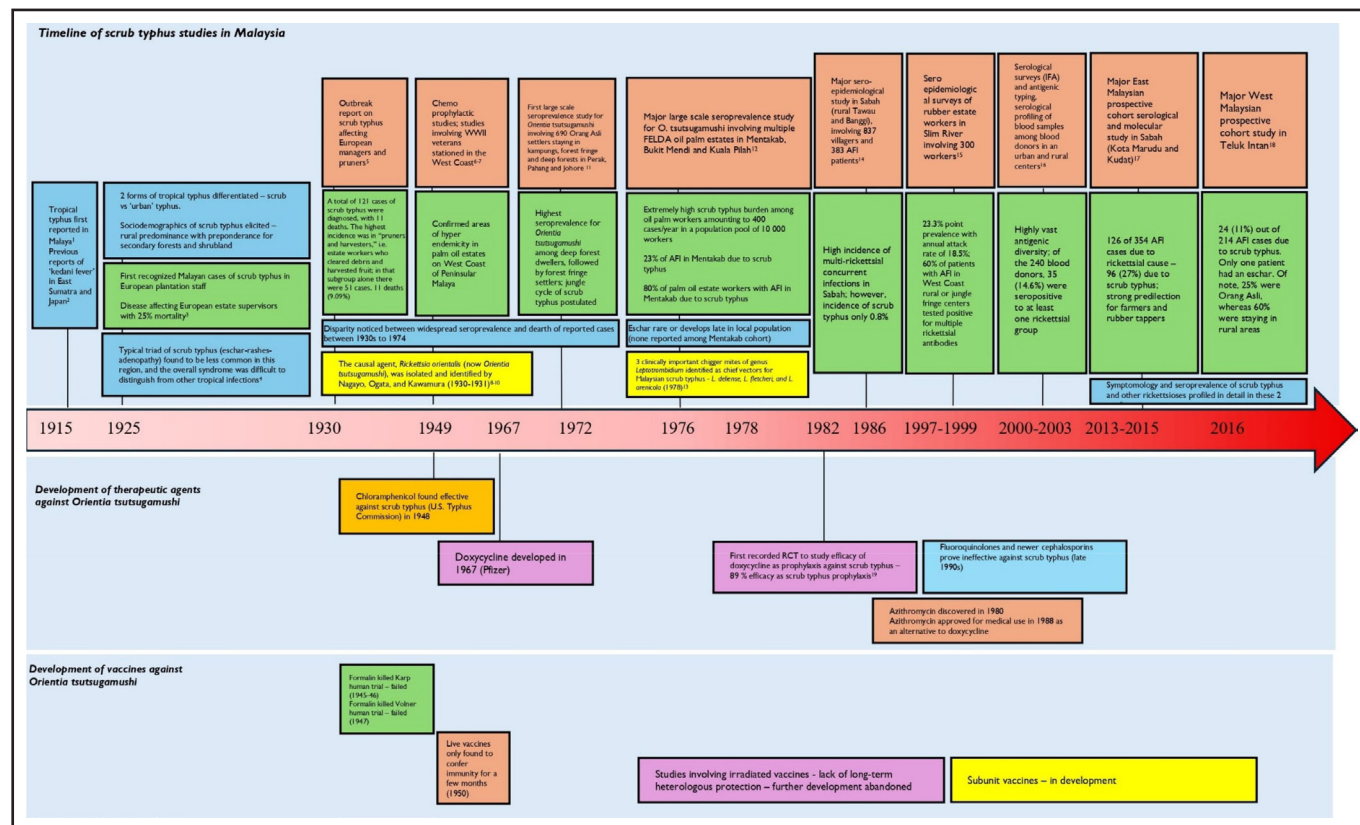 Timeline of scrub typhus studies in Malaysia
Tropical
typhus first
reported in
Malaya¹
Previous
reports of
'kedani fever'
in East
Sumatra and
Japan²
2 forms of tropical typhus differentiated – scrub
vs 'urban' typhus.
Sociodemographics of scrub typhus elicited –
rural predominance with preponderance for
secondary forests and shrubland
First recognized Malayan cases of scrub typhus in
European plantation staff
Disease affecting European estate supervisors
with 25% mortality³
Typical triad of scrub typhus (eschar-rashes-
adenopathy) found to be less common in this
region, and the overall syndrome was difficult to
distinguish from other tropical infections⁴
Outbreak
report on
scrub typhus
affecting
European
managers and
pruners⁵
A total of 121 cases of
scrub typhus were
diagnosed, with 11
deaths. The highest
incidence was in "pruners
and harvesters," i.e.
estate workers who
cleared debris and
harvested fruit; in that
subgroup alone there
were 51 cases, 11 deaths
(9.09%)
Chemo
prophylactic
studies; studies
involving WWII
veterans
stationed in the
West Coast⁶⁻⁷
Confirmed areas of
hyper
endemicity in
palm oil estates on
West Coast of
Peninsular
Malaya
First large scale
seroprevalence study for
Orientia tsutsugamushi
involving 690 Orang Asli
settlers staying in
kampungs, forest fringe
and deep forests in Perak,
Pahang and Johore ¹¹
Highest
seroprevalence for
Orientia
tsutsugamushi
among deep forest
dwellers, followed
by forest fringe
settlers; jungle
cycle of scrub
typhus postulated
Disparity noticed between widespread seroprevalence and dearth of reported cases
between 1930s to 1974
The causal agent, Rickettsia orientalis (now Orientia
tsutsugamushi), was isolated and identified by
Nagayo, Ogata, and Kawamura (1930-1931)⁸⁻¹⁰
Major large scale seroprevalence study
for O. tsutsugamushi involving multiple
FELDA oil palm estates in Mentakab,
Bukit Mendi and Kuala Pilah¹²
Extremely high scrub typhus burden among
oil palm workers amounting to 400
cases/year in a population pool of 10 000
workers
23% of AFI in Mentakab due to scrub
typhus
80% of palm oil estate workers with AFI in
Mentakab due to scrub typhus
Eschar rare or develops late in local population
(none reported among Mentakab cohort)
3 clinically important chigger mites of genus
Leptotrombidium identified as chief vectors for
Malaysian scrub typhus - L. deliense, L. fletcheri, and L.
arenicola (1978)¹³
Major sero-
epidemiological
study in Sabah
(rural Tawau
and Banggi),
involving 837
villagers and
383 AFI
patients¹⁴
High incidence of
multi-rickettsial
concurrent
infections in
Sabah; however,
incidence of scrub
typhus only 0.8%
Sero
epidemiologic
al surveys of
rubber estate
workers in
Slim River
involving 300
workers¹⁵
23.3% point
prevalence with
annual attack
rate of 18.5%;
60% of patients
with AFI in
West Coast
rural or jungle
fringe centers
tested positive
for multiple
rickettsial
antibodies
Serological
surveys (IFA)
and antigenic
typing,
serological
profiling of
blood samples
among blood
donors in an
urban and rural
centers¹⁶
Highly vast
antigenic
diversity; of
the 240 blood
donors, 35
(14.6%) were
seropositive
to at least
one rickettsial
group
Major East
Malaysian
prospective
cohort serological
and molecular
study in Sabah
(Kota Marudu and
Kudat)¹⁷
126 of 354 AFI
cases due to
rickettsial cause –
96 (27%) due to
scrub typhus;
strong predilection
for farmers and
rubber tappers
Major West
Malaysian
prospective
cohort study in
Teluk Intan¹⁸
24 (11%) out of
214 AFI cases due
to scrub typhus.
Only one patient
had an eschar. Of
note, 25% were
Orang Asli,
whereas 60%
were staying in
rural areas
Symptomology and seroprevalence of scrub typhus
and other rickettsioses profiled in detail in these 2
1915 1925 1930 1949 1967 1972 1976 1978 1982 1986 1997-1999 2000-2003 2013-2015 2016
Development of therapeutic agents
against Orientia tsutsugamushi
Chloramphenicol found effective
against scrub typhus (U.S. Typhus
Commission) in 1948
Doxycycline developed in
1967 (Pfizer)
First recorded RCT to study efficacy of
doxycycline as prophylaxis against scrub typhus –
89 % efficacy as scrub typhus prophylaxis¹⁹
Fluoroquinolones and newer cephalosporins
prove ineffective against scrub typhus (late
1990s)
Azithromycin discovered in 1980
Azithromycin approved for medical use in 1988 as
an alternative to doxycycline
Development of vaccines against
Orientia tsutsugamushi
Formalin killed Karp
human trial – failed
(1945-46)
Formalin killed Volner
human trial – failed
(1947)
Live vaccines
only found to
confer
immunity for a
few months
(1950)
Studies involving irradiated vaccines - lack of long-term
heterologous protection – further development abandoned
Subunit vaccines – in development